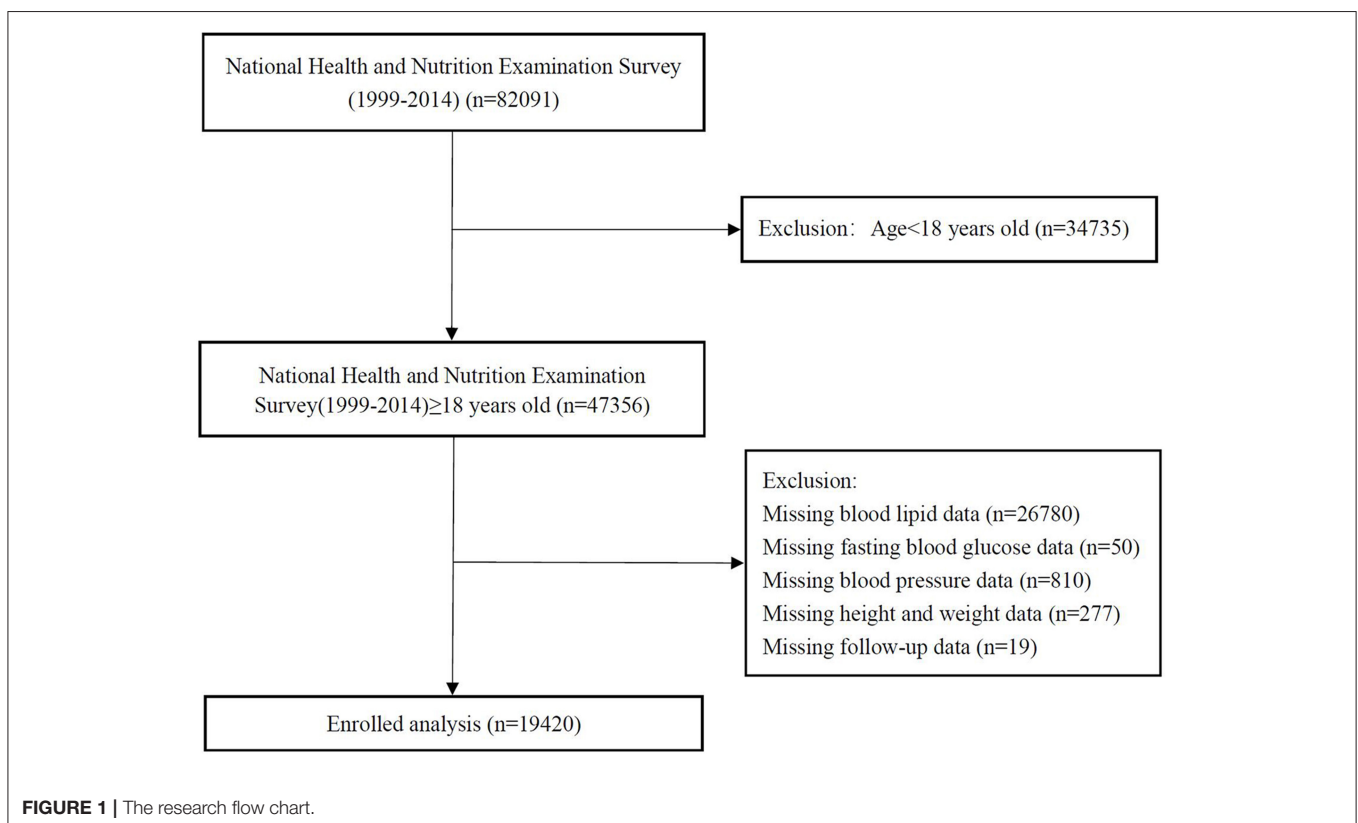 National Health and Nutrition Examination Survey
(1999-2014) (n=82091)
Exclusion: Age<18 years old (n=34735)
National Health and Nutrition Examination
Survey(1999-2014)≥18 years old (n=47356)
Exclusion:
Missing blood lipid data (n=26780)
Missing fasting blood glucose data (n=50)
Missing blood pressure data (n=810)
Missing height and weight data (n=277)
Missing follow-up data (n=19)
Enrolled analysis (n=19420)
FIGURE 1 | The research flow chart.